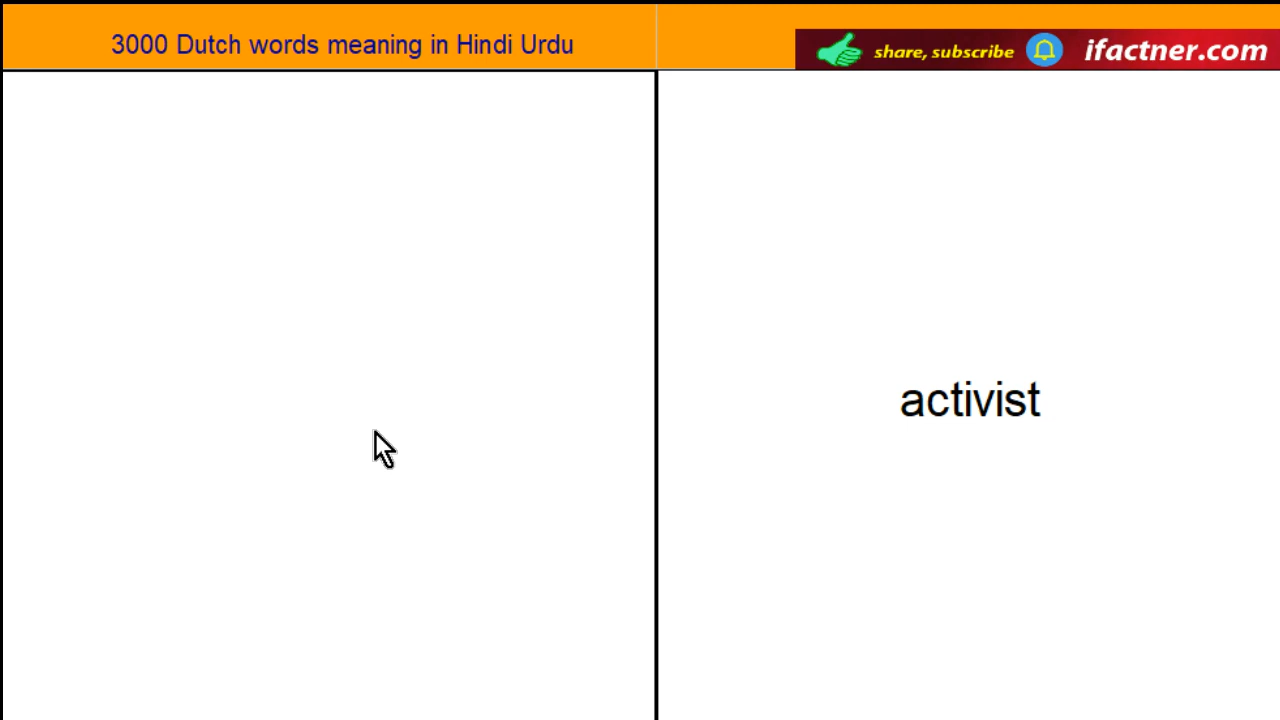 3000 Dutch words meaning in Hindi Urdu
share, subscribe
ifactner.com
activist